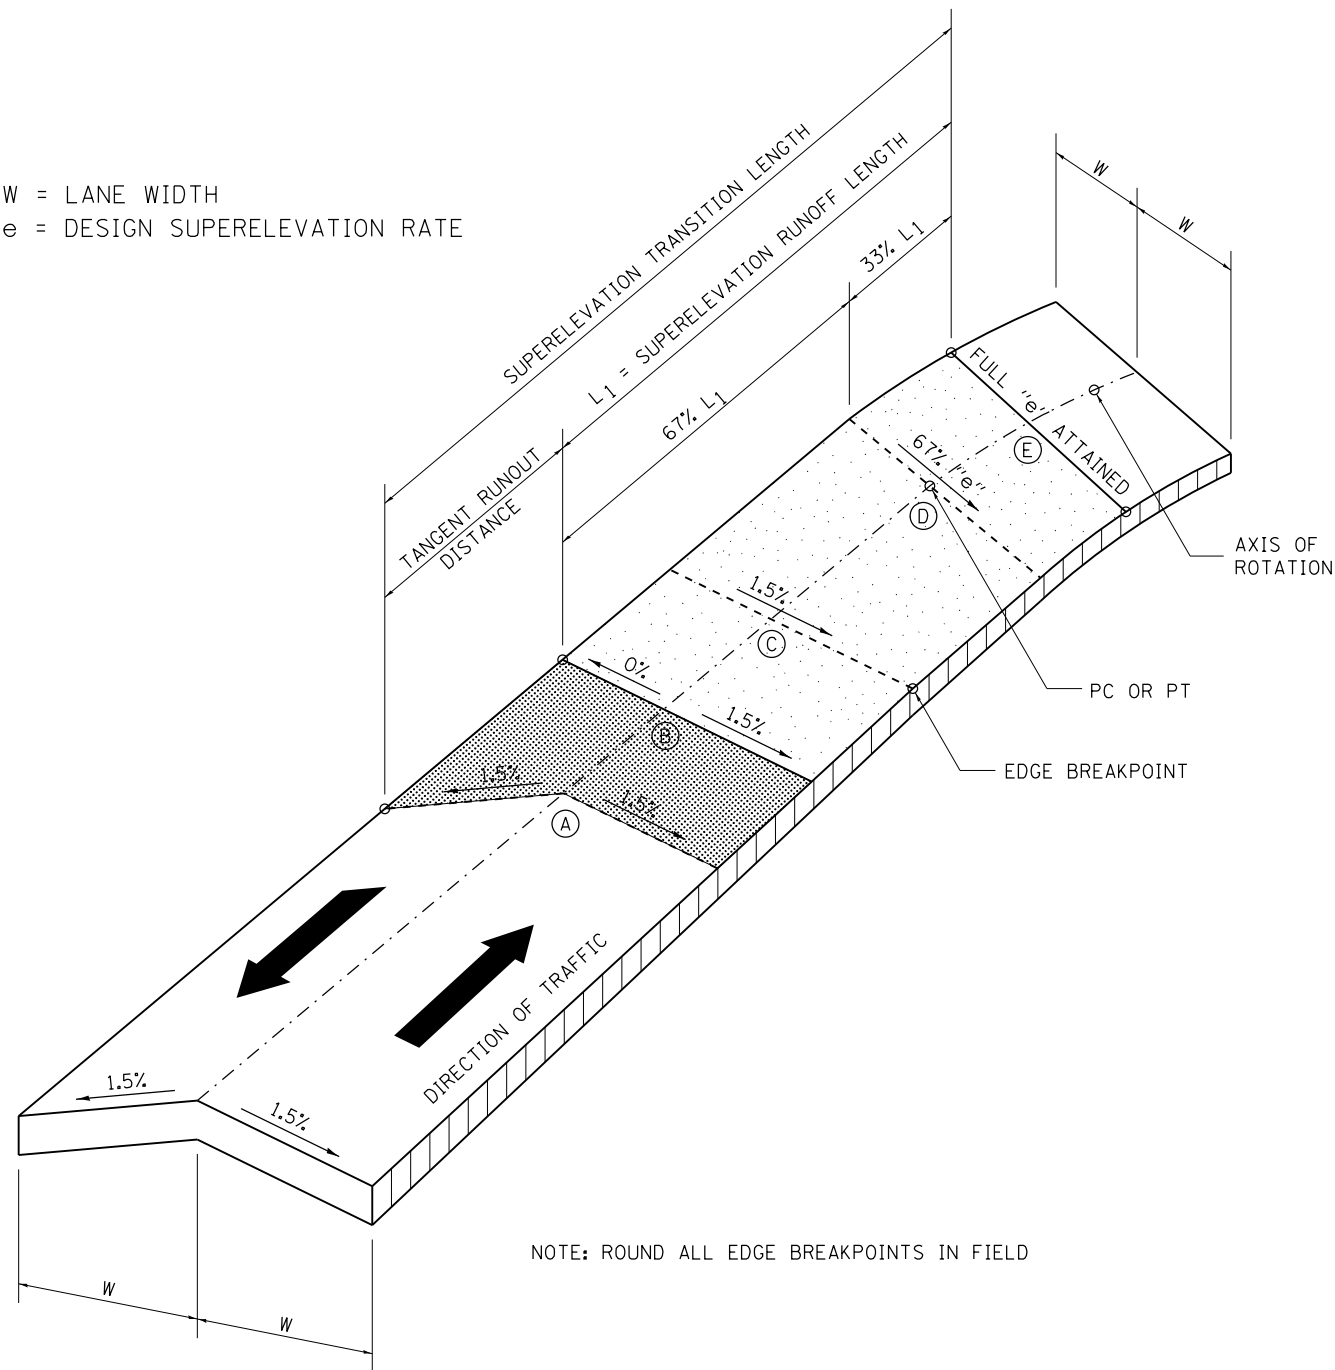 W = LANE WIDTH
e = DESIGN SUPERELEVATION RATE
SUPERELEVATION TRANSITION LENGTH
L1 = SUPERELEVATION RUNOFF LENGTH
33% L1
67% L1
TANGENT RUNOUT
DISTANCE
W
W
FULL "e" ATTAINED
E
67% "e"
D
AXIS OF
ROTATION
1.5%
C
PC OR PT
0%
1.5%
B
EDGE BREAKPOINT
1.5%
1.5%
A
DIRECTION OF TRAFFIC
1.5%
1.5%
NOTE: ROUND ALL EDGE BREAKPOINTS IN FIELD
W
W